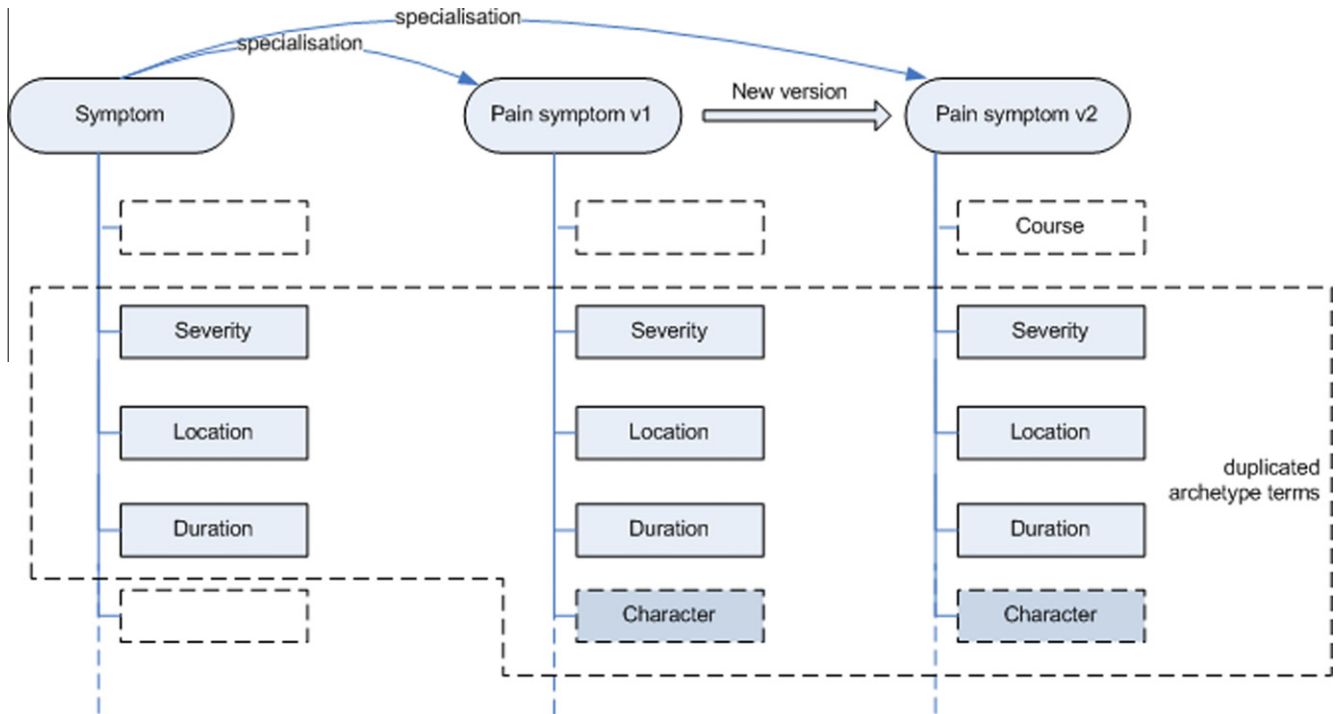 specialisation
specialisation
Symptom
Pain symptom v1
New version
Pain symptom v2
Course
Severity
Severity
Severity
Location
Location
Location
duplicated
archetype terms
Duration
Duration
Duration
Character
Character